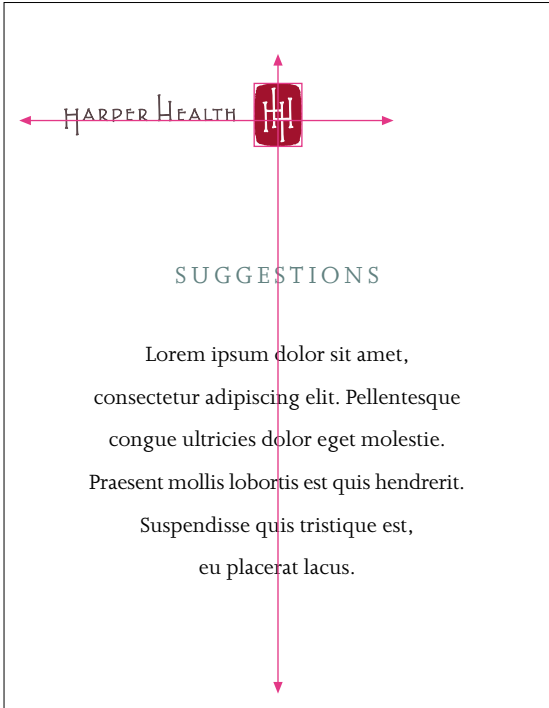 HARPER HEALTH HH
SUGGESTIONS
Lorem ipsum dolor sit amet,
consectetur adipiscing elit. Pellentesque
congue ultricies dolor eget molestie.
Praesent mollis lobortis est quis hendrerit.
Suspendisse quis tristique est,
eu placerat lacus.